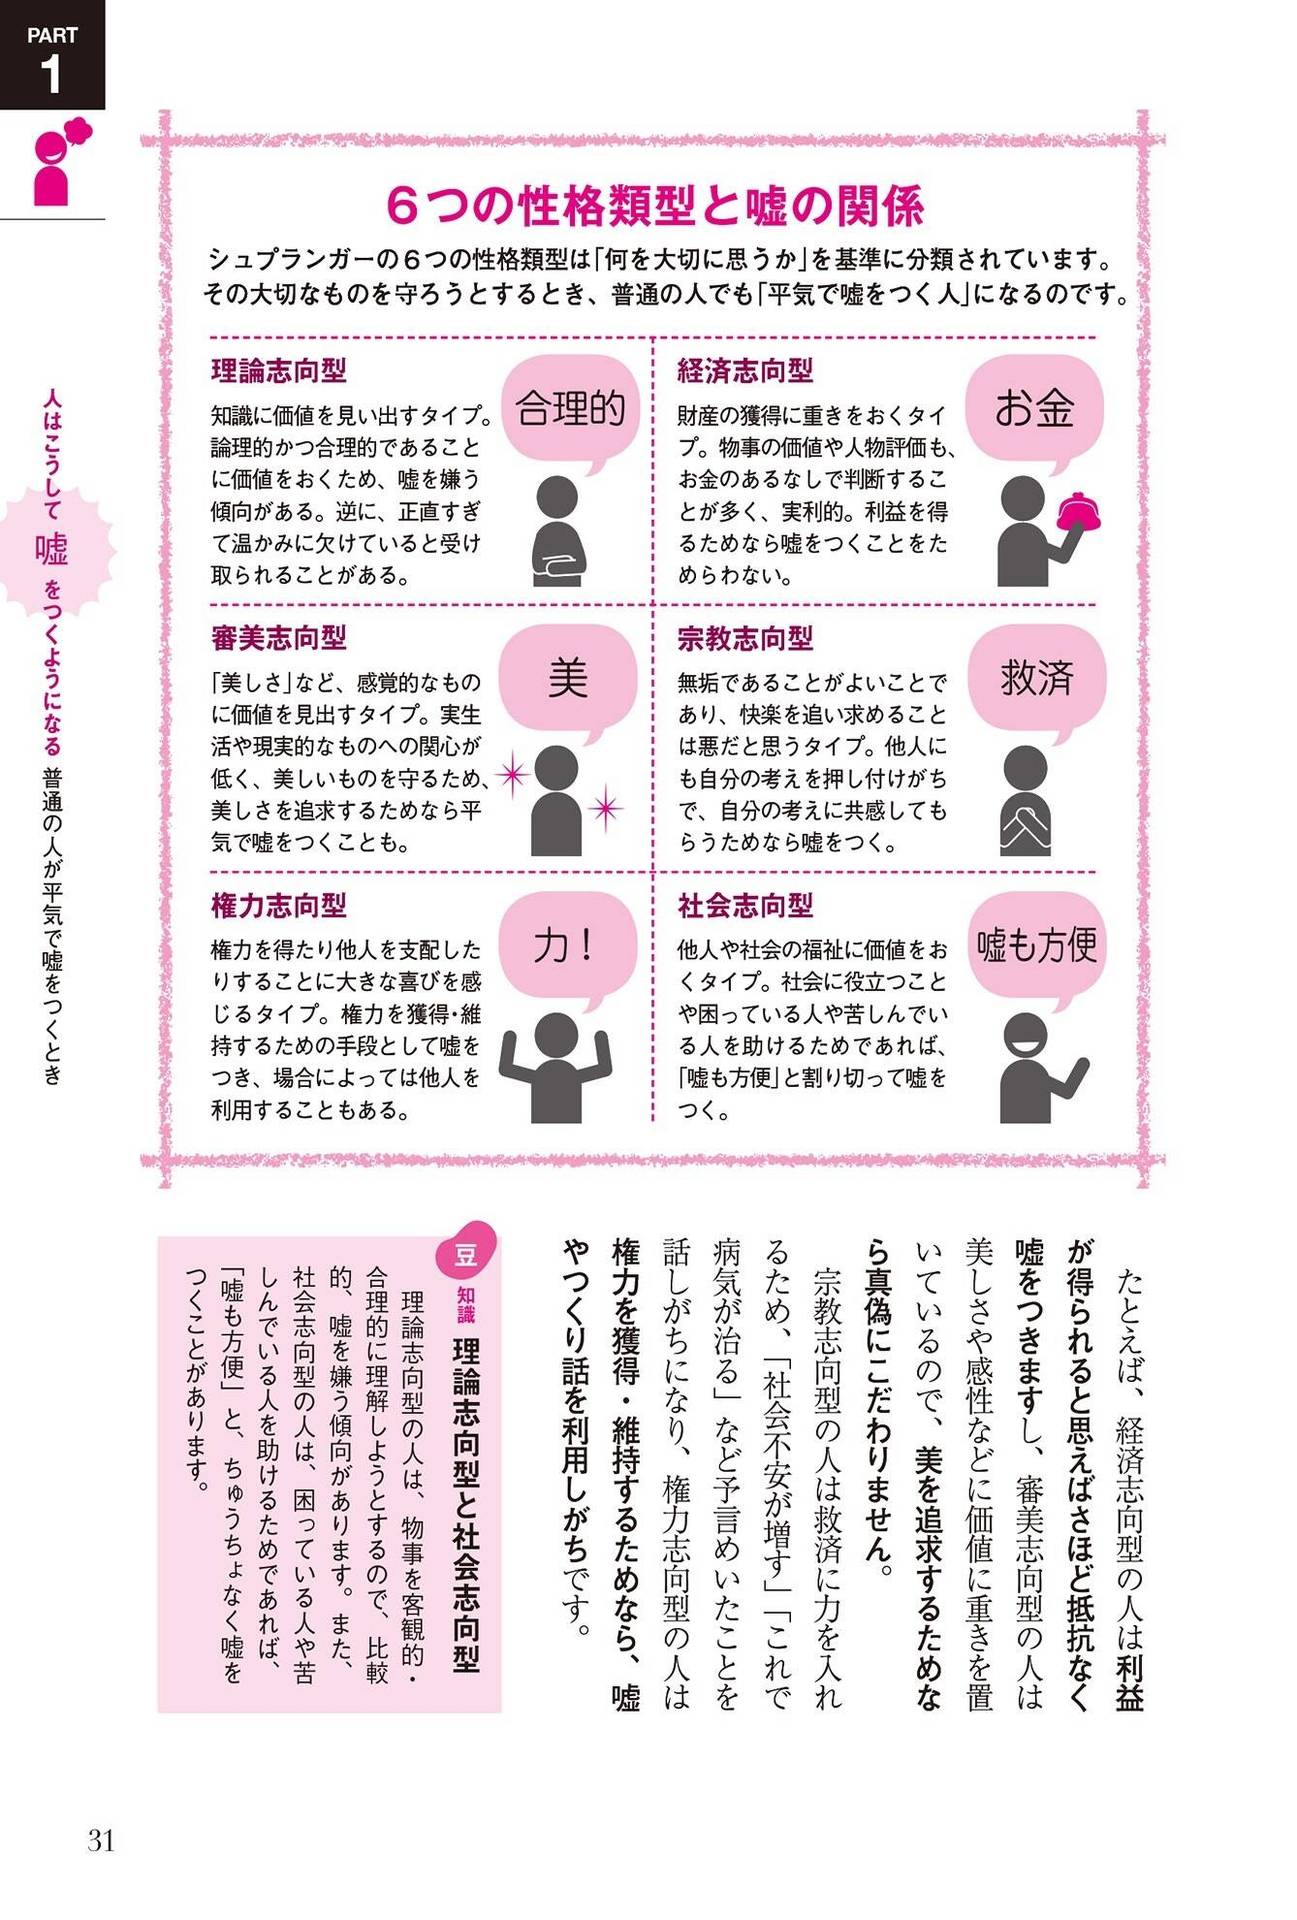 PART
1
人はこうして嘘をつくようになる 普通の人が平気で嘘をつくとき
6つの性格類型と嘘の関係
シュプランガーの6つの性格類型は「何を大切に思うか」を基準に分類されています。
その大切なものを守ろうとするとき、普通の人でも「平気で嘘をつく人」になるのです。
理論志向型
合理的
知識に価値を見い出すタイプ。
論理的かつ合理的であること
に価値をおくため、嘘を嫌う
傾向がある。逆に、正直すぎ
て温かみに欠けていると受け
取られることがある。
経済志向型
お金
財産の獲得に重きをおくタイ
プ。物事の価値や人物評価も、
お金のあるなしで判断するこ
とが多く、実利的。利益を得
るためなら嘘をつくことをた
めらわない。
審美志向型
美
「美しさ」など、感覚的なもの
に価値を見出すタイプ。実生
活や現実的なものへの関心が
低く、美しいものを守るため、
美しさを追求するためなら平
気で嘘をつくことも。
宗教志向型
救済
無垢であることがよいことで
あり、快楽を追い求めること
は悪だと思うタイプ。他人に
も自分の考えを押し付けがち
で、自分の考えに共感しても
らうためなら嘘をつく。
権力志向型
力！
権力を得たり他人を支配した
りすることに大きな喜びを感
じるタイプ。権力を獲得・維
持するための手段として嘘を
つき、場合によっては他人を
利用することもある。
社会志向型
嘘も方便
他人や社会の福祉に価値をお
くタイプ。社会に役立つこと
や困っている人や苦しんでい
る人を助けるためであれば、
「嘘も方便」と割り切って嘘を
つく。
たとえば、経済志向型の人は利益
が得られると思えばさほど抵抗なく
嘘をつきますし、審美志向型の人は
美しさや感性などに価値に重きを置
いているので、美を追求するためな
ら真偽にこだわりません。
宗教志向型の人は救済に力を入れ
るため、「社会不安が増す」「これで
病気が治る」など予言めいたことを
話しがちになり、権力志向型の人は
権力を獲得・維持するためなら、嘘
やつくり話を利用しがちです。
豆知識 理論志向型と社会志向型
理論志向型の人は、物事を客観的・
合理的に理解しようとするので、比較
的、嘘を嫌う傾向があります。また、
社会志向型の人は、困っている人や苦
しんでいる人を助けるためであれば、
「嘘も方便」と、ちゅうちょなく嘘を
つくことがあります。
31